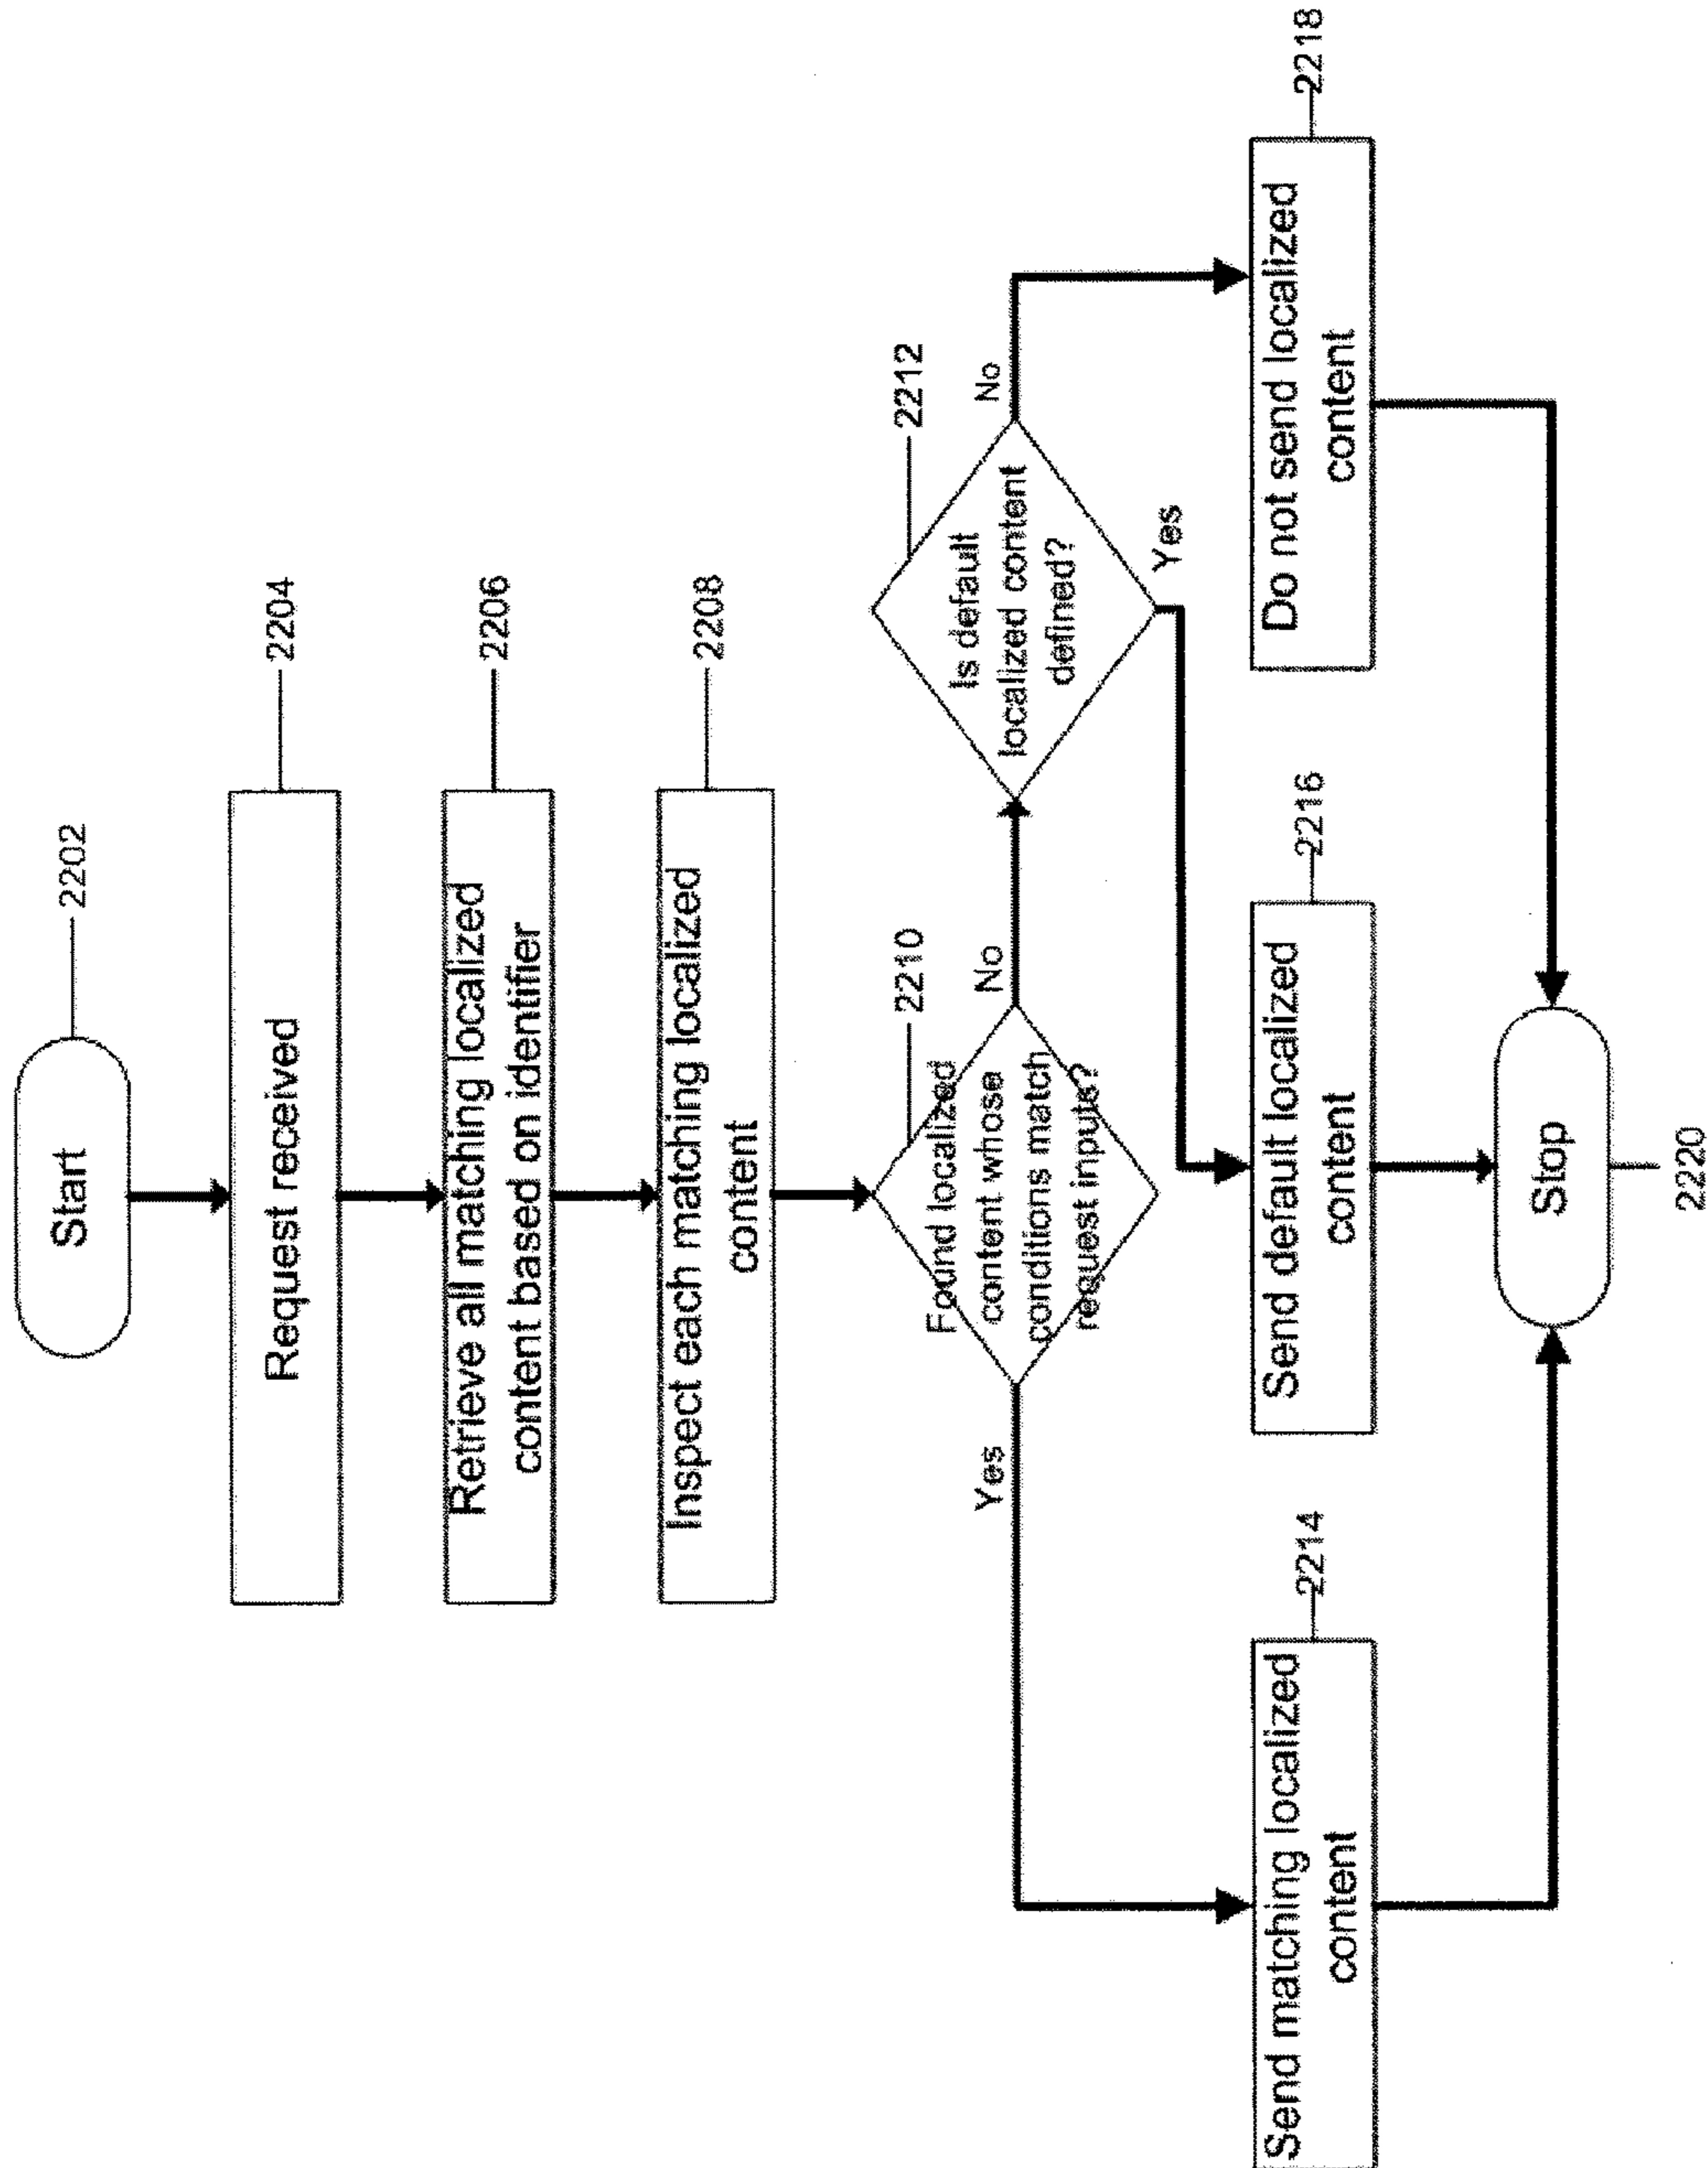 Start
2202
Request received
2204
Retrieve all matching localized
content based on identifier
2206
Inspect each matching localized
content
2208
Found localized
content whose
conditions match
request inputs?
2210
Yes
No
Is default
localized content
defined?
2212
No
Yes
Send matching localized
content
2214
Send default localized
content
2216
Do not send localized
content
2218
Stop
2220